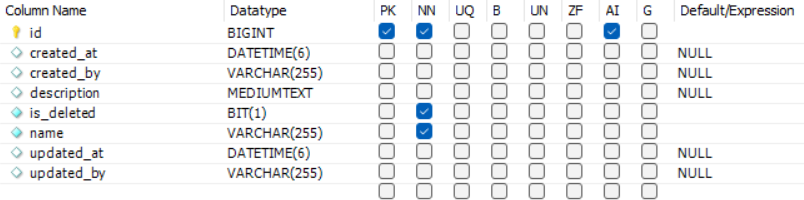 Column Name Datatype PK NN UQ B UN ZF AI G Default/Expression
id BIGINT
created_at DATETIME(6) NULL
created_by VARCHAR(255) NULL
description MEDIUMTEXT NULL
is_deleted BIT(1)
name VARCHAR(255)
updated_at DATETIME(6) NULL
updated_by VARCHAR(255) NULL